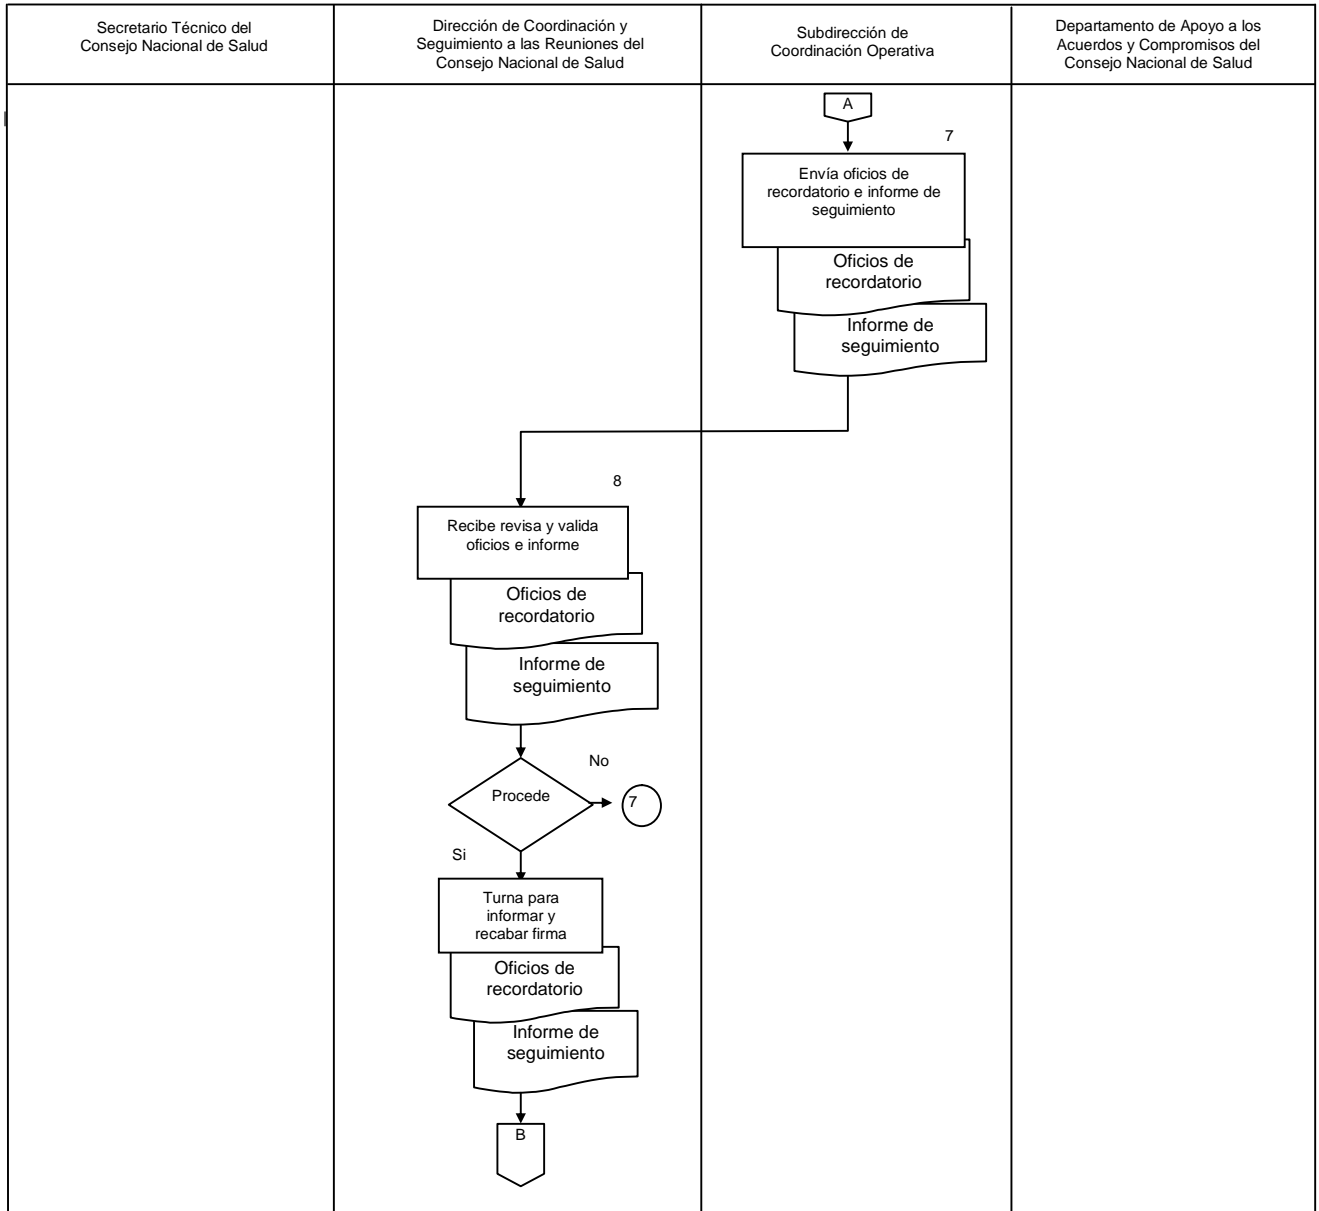 Secretario Técnico del
Consejo Nacional de Salud
Dirección de Coordinación y
Seguimiento a las Reuniones del
Consejo Nacional de Salud
Subdirección de
Coordinación Operativa
Departamento de Apoyo a los
Acuerdos y Compromisos del
Consejo Nacional de Salud
A
7
Envía oficios de
recordatorio e informe de
seguimiento
Oficios de
recordatorio
Informe de
seguimiento
8
Recibe revisa y valida
oficios e informe
Oficios de
recordatorio
Informe de
seguimiento
No
Procede
7
Si
Turna para
informar y
recabar firma
Oficios de
recordatorio
Informe de
seguimiento
B